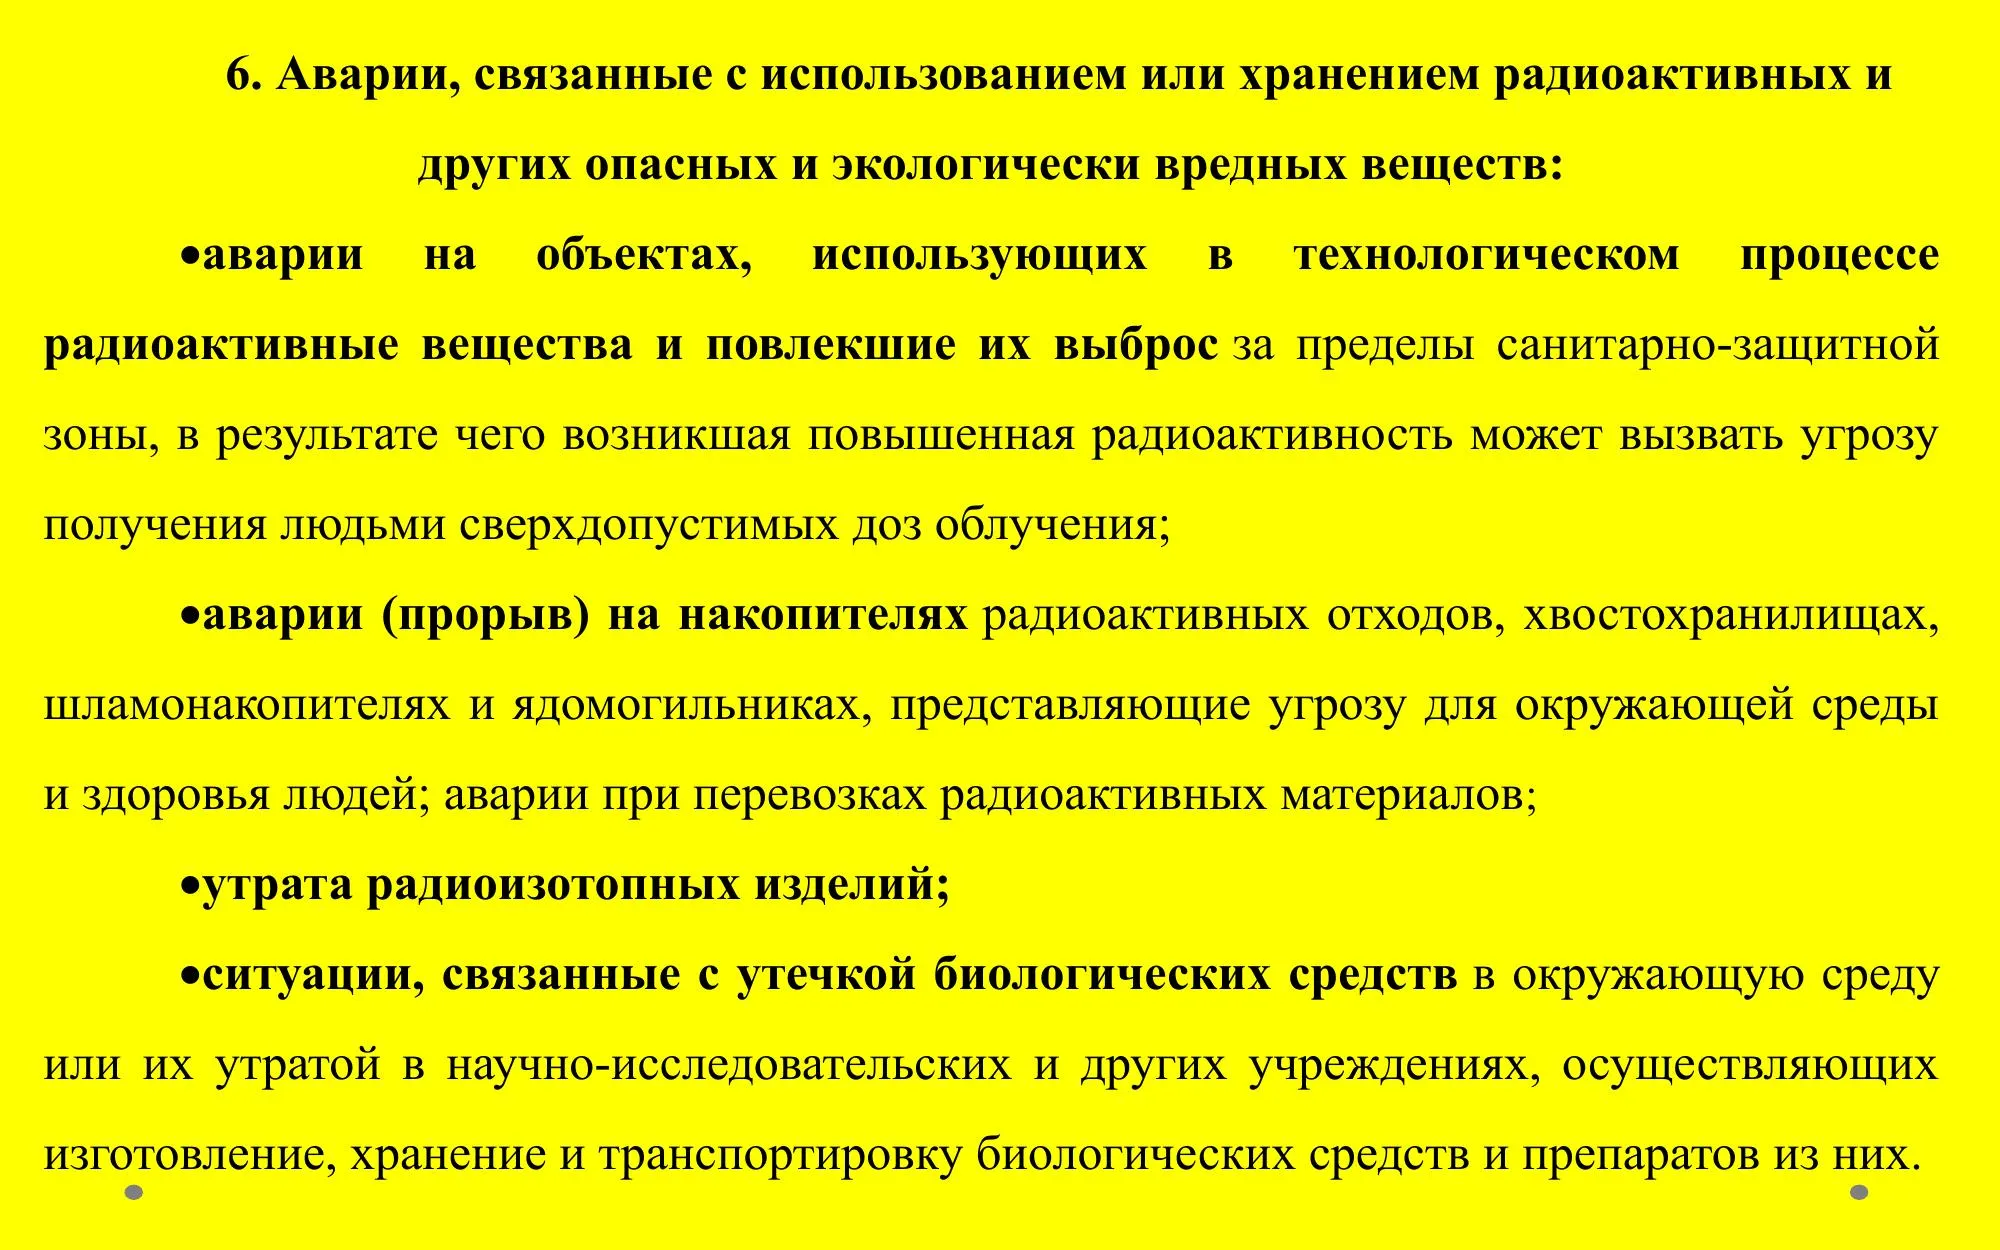 6. Аварии, связанные с использованием или хранением радиоактивных и
других опасных и экологически вредных веществ:
•аварии на объектах, использующих в технологическом процессе
радиоактивные вещества и повлекшие их выброс за пределы санитарно-защитной
зоны, в результате чего возникшая повышенная радиоактивность может вызвать угрозу
получения людьми сверхдопустимых доз облучения;
•аварии (прорыв) на накопителях радиоактивных отходов, хвостохранилищах,
шламонакопителях и ядомогильниках, представляющие угрозу для окружающей среды
и здоровья людей; аварии при перевозках радиоактивных материалов;
•утрата радиоизотопных изделий;
•ситуации, связанные с утечкой биологических средств в окружающую среду
или их утратой в научно-исследовательских и других учреждениях, осуществляющих
изготовление, хранение и транспортировку биологических средств и препаратов из них.